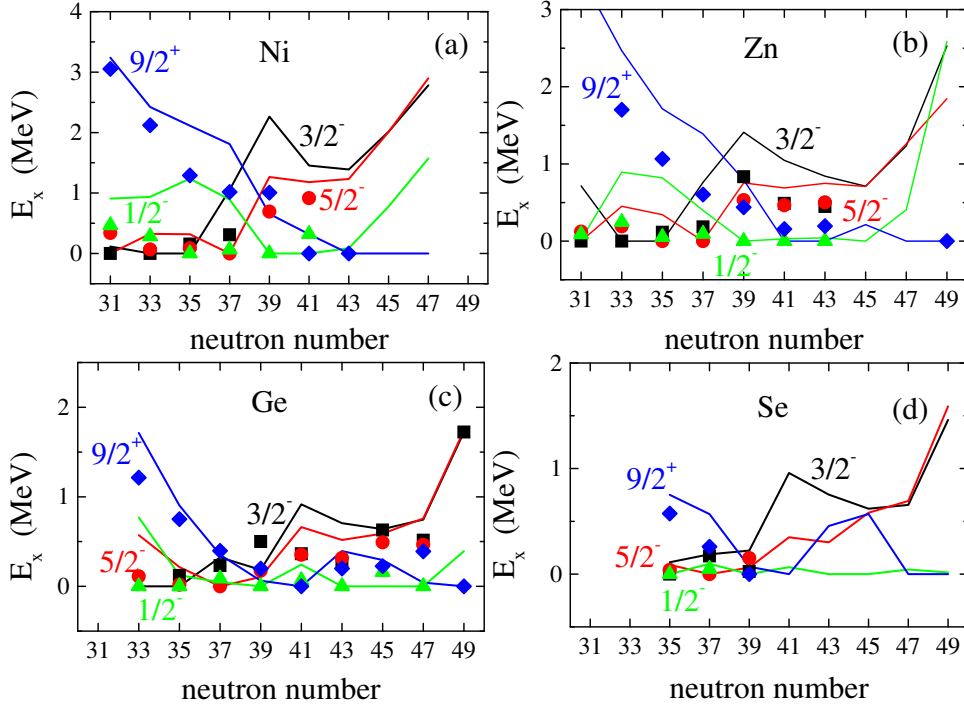 4
3
2
1
0
E_x (MeV)
Ni
(a)
9/2^+
3/2^-
5/2^-
1/2^-
31 33 35 37 39 41 43 45 47 49
neutron number
3
2
1
0
E_x (MeV)
Zn
(b)
9/2^+
3/2^-
5/2^-
1/2^-
31 33 35 37 39 41 43 45 47 49
neutron number
2
1
0
E_x (MeV)
Ge
(c)
9/2^+
3/2^-
5/2^-
1/2^-
31 33 35 37 39 41 43 45 47 49
neutron number
2
1
0
E_x (MeV)
Se
(d)
9/2^+
3/2^-
5/2^-
1/2^-
31 33 35 37 39 41 43 45 47 49
neutron number